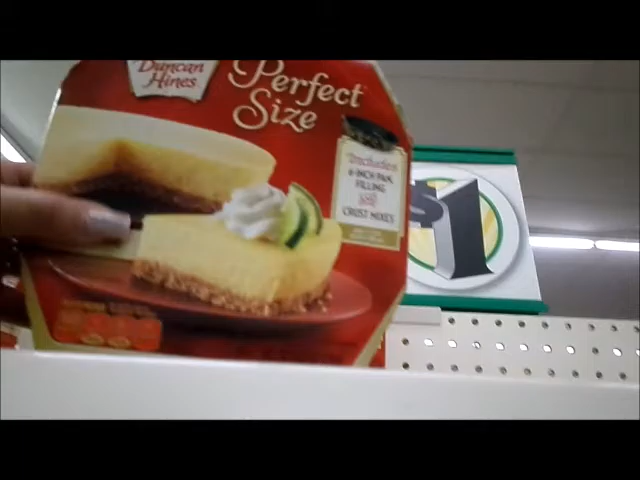 Duncan
Hines
Perfect
Size
Includes
6-INCH PAN,
FILLING
and
CRUST MIXES
$1